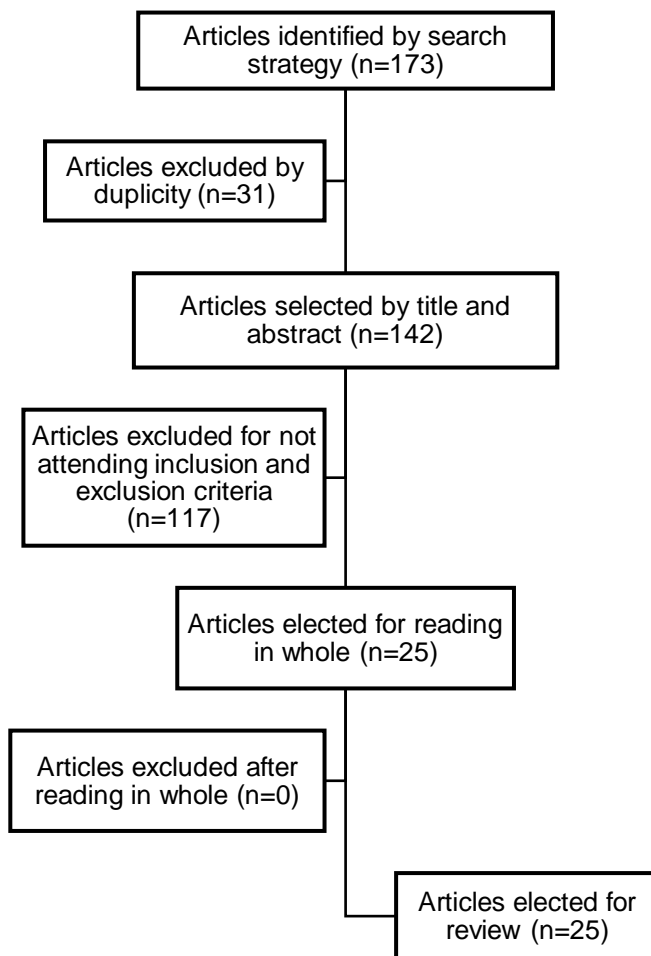 Articles identified by search
strategy (n=173)
Articles excluded by
duplicity (n=31)
Articles selected by title and
abstract (n=142)
Articles excluded for not
attending inclusion and
exclusion criteria
(n=117)
Articles elected for reading
in whole (n=25)
Articles excluded after
reading in whole (n=0)
Articles elected for
review (n=25)